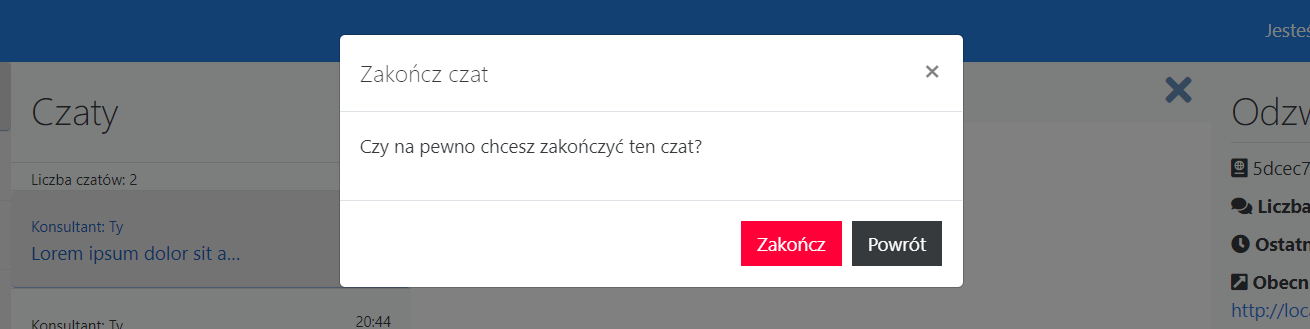 Zakończ czat
Czy na pewno chcesz zakończyć ten czat?
Zakończ
Powrót
Czaty
Liczba czatów: 2
Konsultant: Ty
Lorem ipsum dolor sit a...
Konsultant: Ty
20:44
Jesteś
Odzw
5dcec7
Liczba
Ostatn
Obecn
http://loc